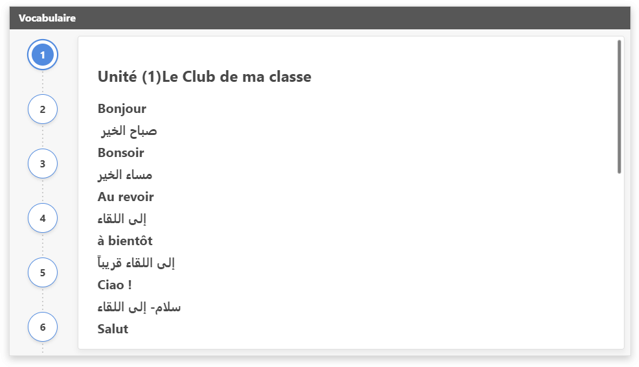 Vocabulaire
1
Unité (1)Le Club de ma classe
Bonjour
2
صباح الخير
Bonsoir
3
مساء الخير
Au revoir
4
إلى اللقاء
à bientôt
5
إلى اللقاء قريباً
Ciao !
سلام- إلى اللقاء
6
Salut